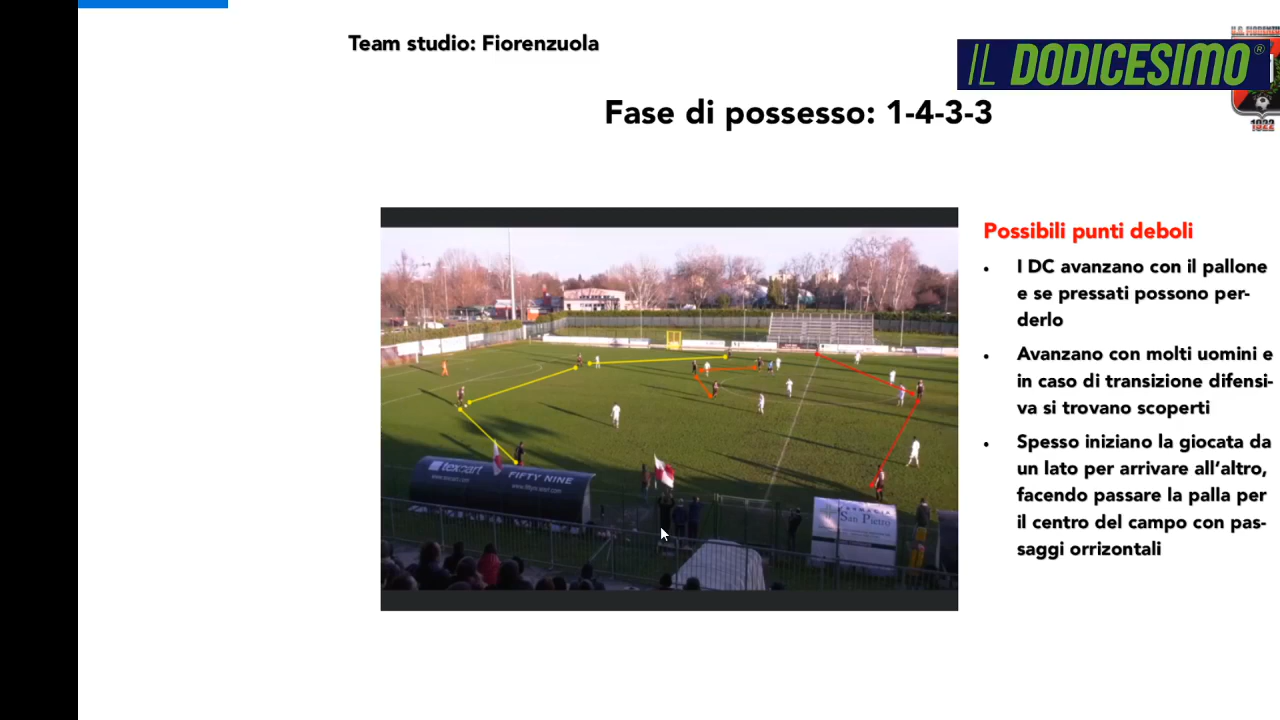 Team studio: Fiorenzuola
IL DODICESIMO®
U.S. FIORENZU
1922
Fase di possesso: 1-4-3-3
Possibili punti deboli
• I DC avanzano con il pallone
e se pressati possono per-
derlo
• Avanzano con molti uomini e
in caso di transizione difensi-
va si trovano scoperti
• Spesso iniziano la giocata da
un lato per arrivare all'altro,
facendo passare la palla per
il centro del campo con pas-
saggi orrizontali
FIFTY NINE
San Pietro